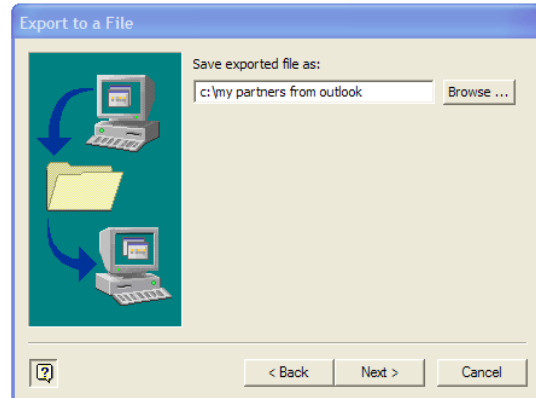 Export to a File
Save exported file as:
c:\my partners from outlook
Browse ...
?
< Back
Next >
Cancel